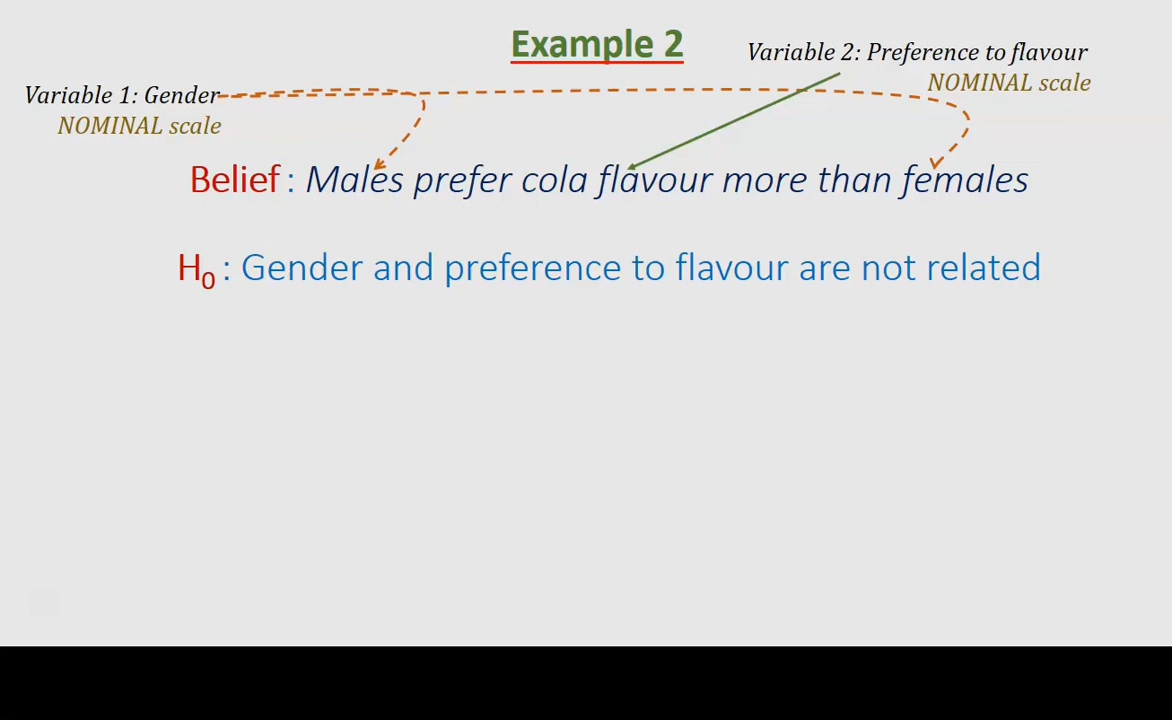 Example 2
Variable 2: Preference to flavour
NOMINAL scale
Variable 1: Gender
NOMINAL scale
Belief : Males prefer cola flavour more than females
H₀ : Gender and preference to flavour are not related